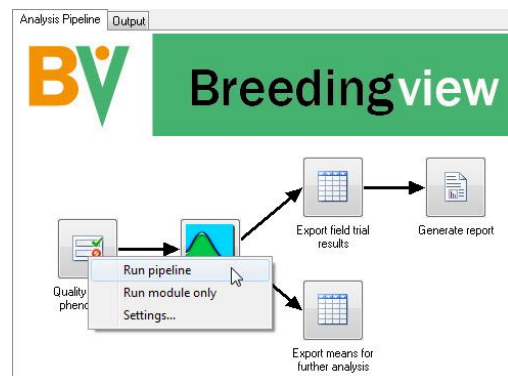 Analysis Pipeline Output
BV
Breedingview
Export field trial
results
Generate report
Quality
pheno
Run pipeline
Run module only
Settings...
Export means for
further analysis